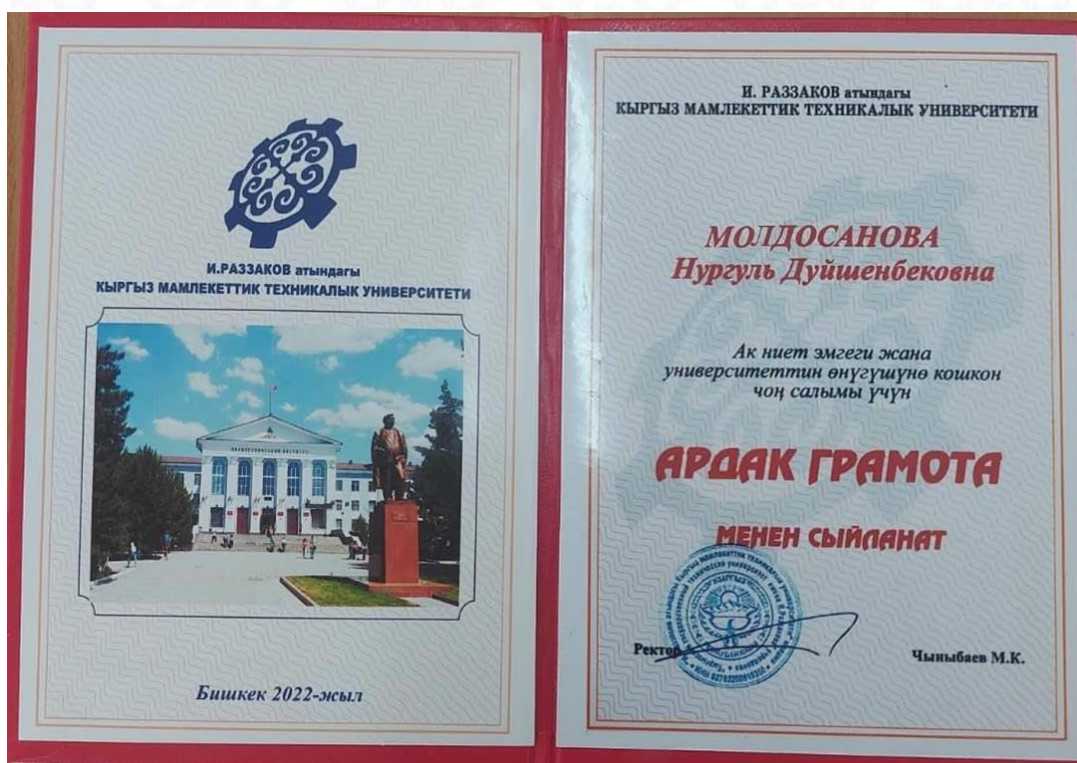 И.РАЗЗАКОВ атындагы
КЫРГЫЗ МАМЛЕКЕТТИК ТЕХНИКАЛЫК УНИВЕРСИТЕТИ
Бишкек 2022-жыл
И. РАЗЗАКОВ атындагы
КЫРГЫЗ МАМЛЕКЕТТИК ТЕХНИКАЛЫК УНИВЕРСИТЕТИ
МОЛДОСАНОВА
Нургуль Дуйшенбековна
Ак ниет эмгеги жана
университеттин өнүгүшүнө кошкон
чоң салымы үчүн
АРДАК ГРАМОТА
МЕНЕН СЫЙЛАНАТ
Ректор
Чыныбаев М.К.